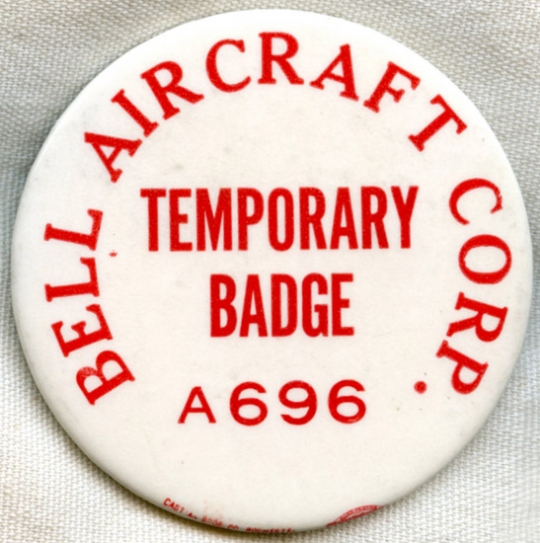 BELL AIRCRAFT CORP.
TEMPORARY
BADGE
A696